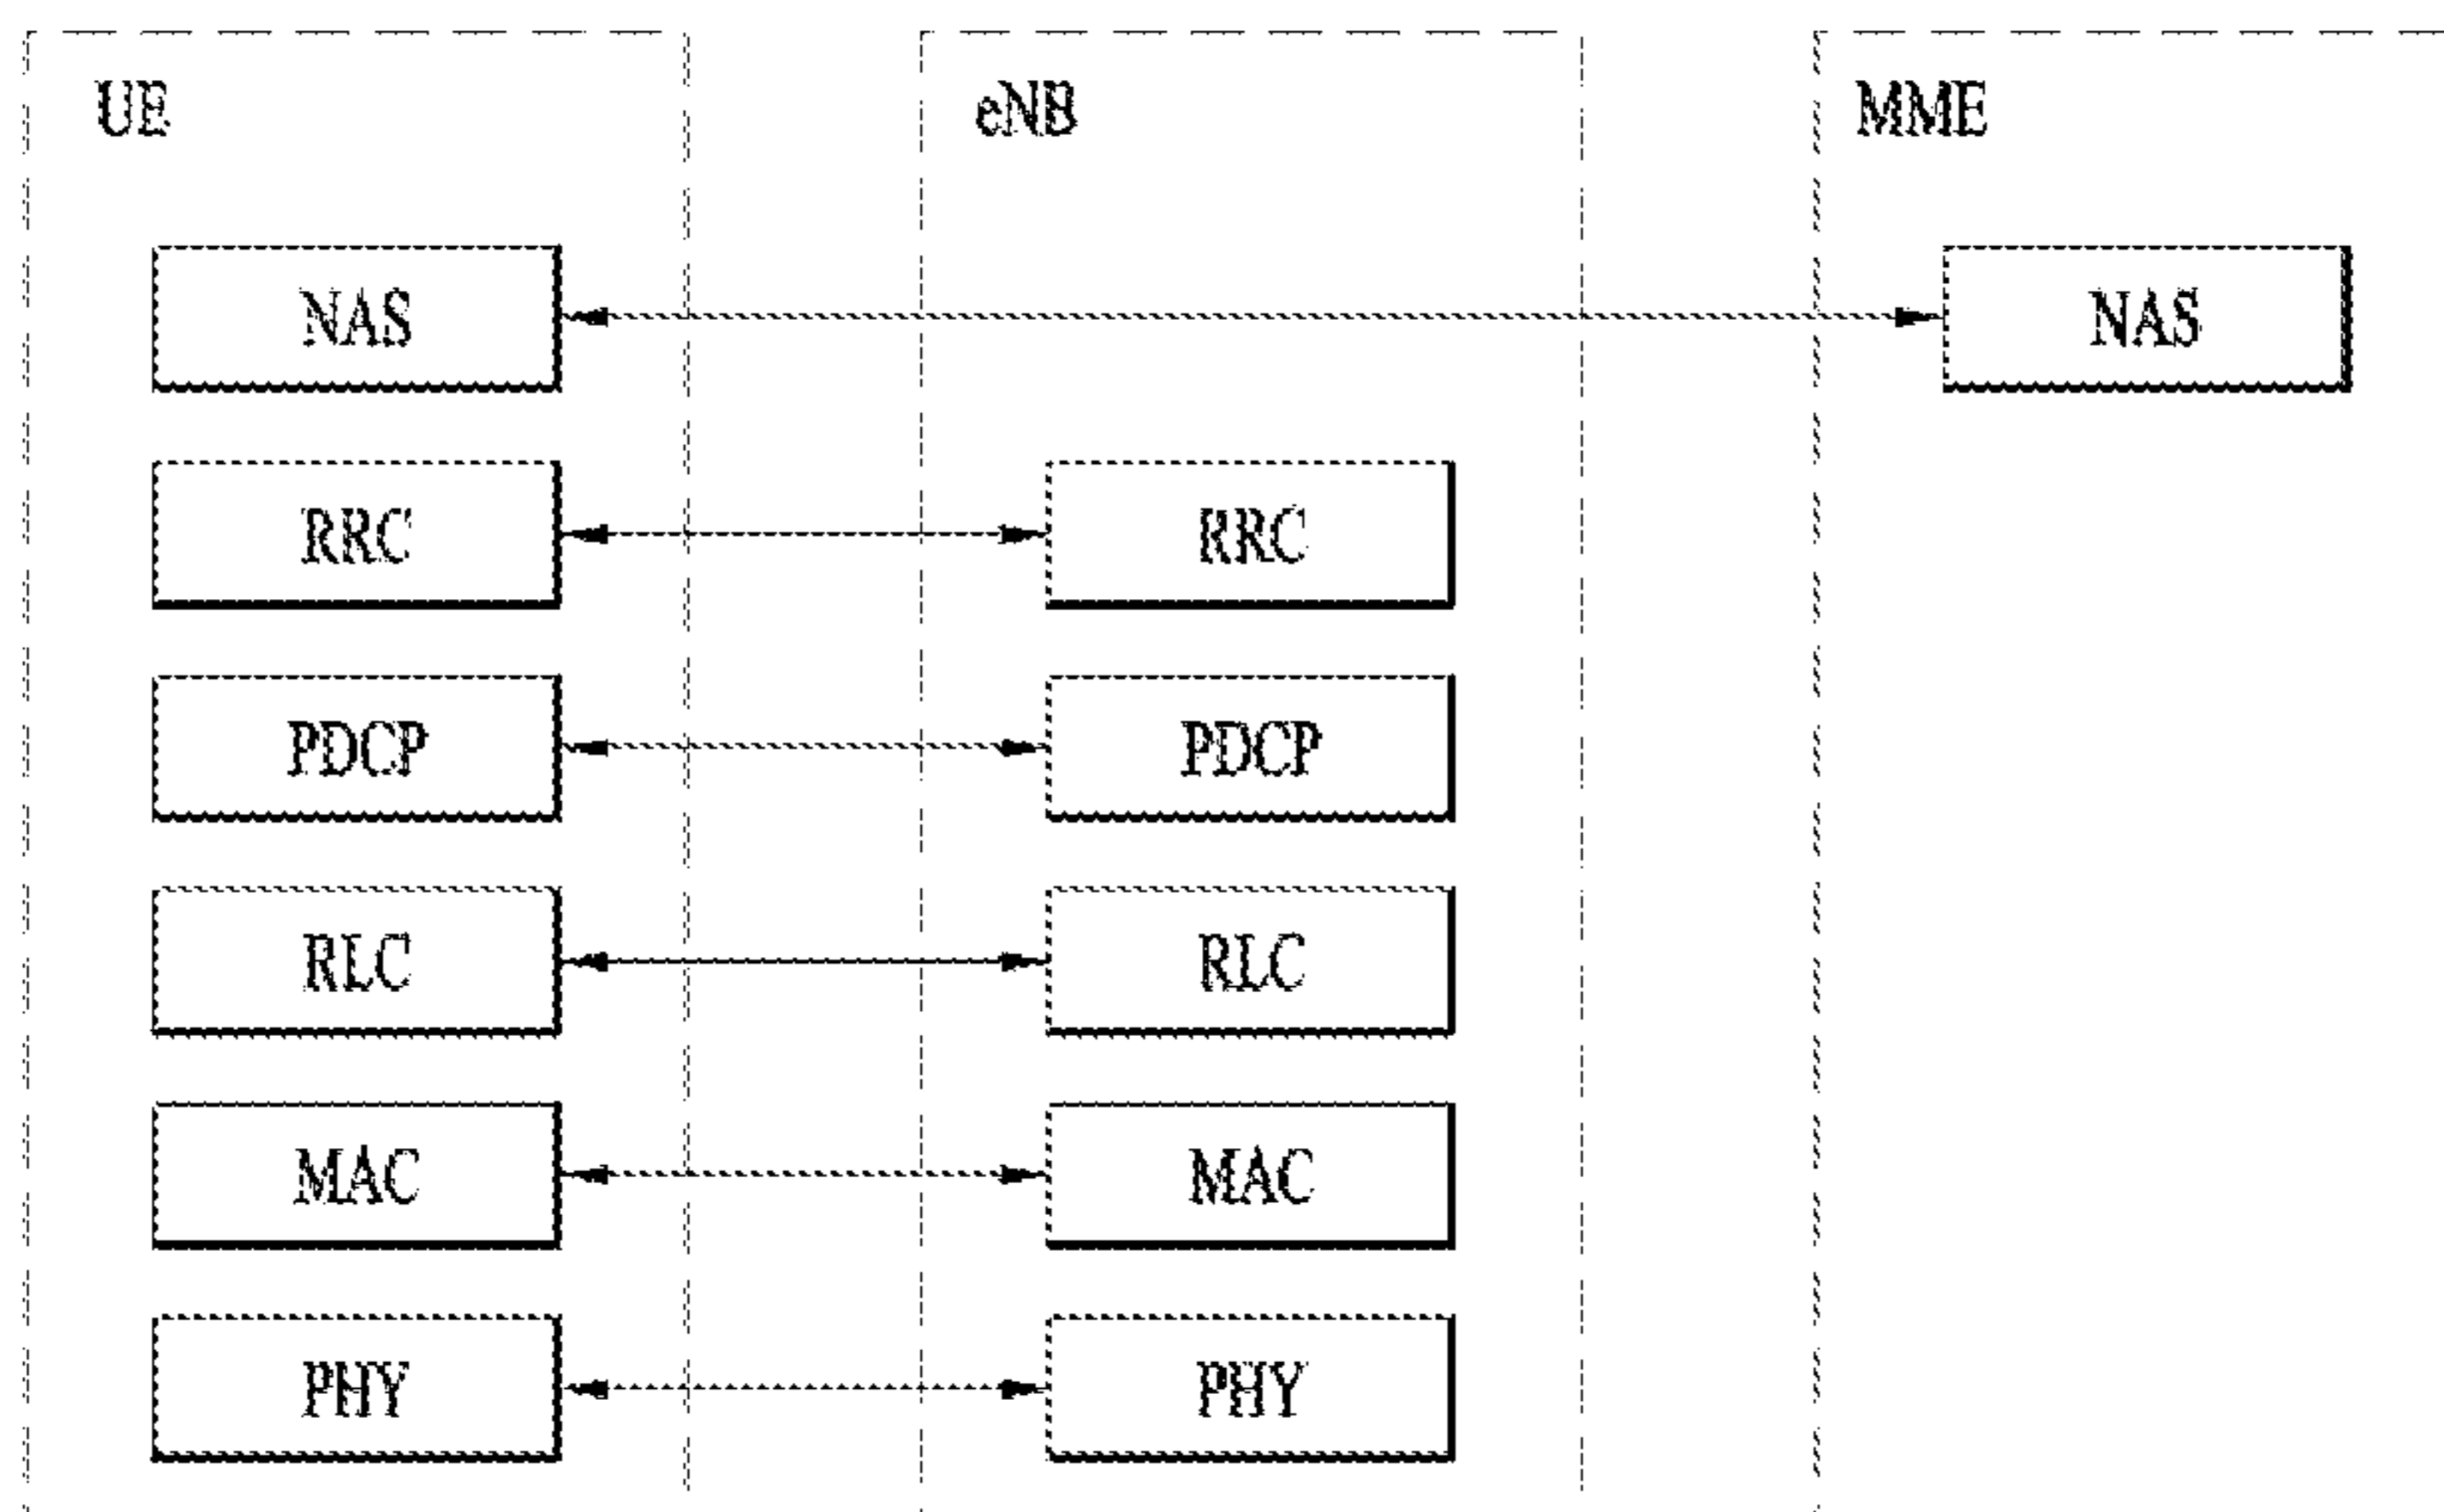 UE eNB MME
NAS NAS
RRC RRC
PDCP PDCP
RLC RLC
MAC MAC
PHY PHY